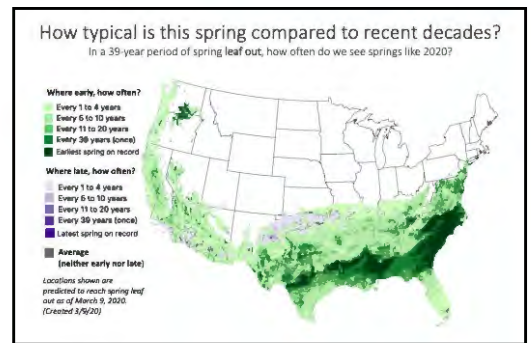 How typical is this spring compared to recent decades?
In a 39-year period of spring leaf out, how often do we see springs like 2020?
Where early, how often?
Every 1 to 4 years
Every 5 to 10 years
Every 11 to 20 years
Every 39 years (once)
Earliest spring on record
Where late, how often?
Every 1 to 4 years
Every 5 to 10 years
Every 11 to 20 years
Every 39 years (once)
Latest spring on record
Average
(neither early nor late)
Locations shown are
predicted to reach spring leaf
out as of March 9, 2020.
(Created 3/9/20)